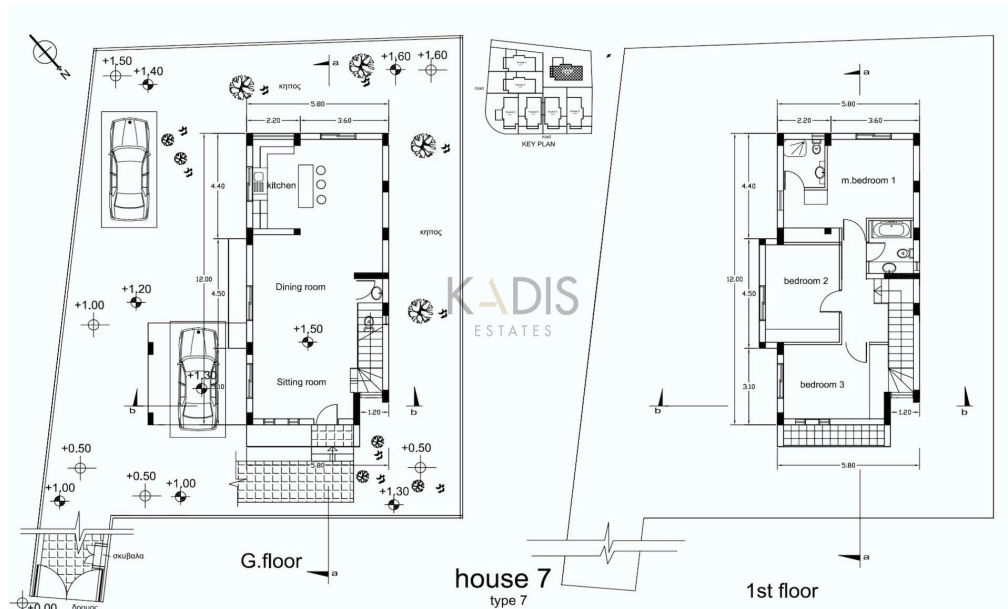 N
+1,50
+1,40
κηπος
a
+1,60
+1,60
5.80
2.20
3.60
kitchen
4.40
κηπος
12.00
4.50
Dining room
+1,20
+1.00
+1,50
+1,30
Sitting room
3.10
b
b
1.20
+0.50
+0.50
+1,00
+0.50
+1,00
5.80
+1,30
σκυβαλα
G.floor
a
+0.00
δρομος
road
road
KEY PLAN
KADIS
ESTATES
house 7
type 7
a
5.80
2.20
3.60
4.40
m.bedroom 1
12.00
4.50
bedroom 2
3.10
bedroom 3
b
b
1.20
5.80
a
1st floor